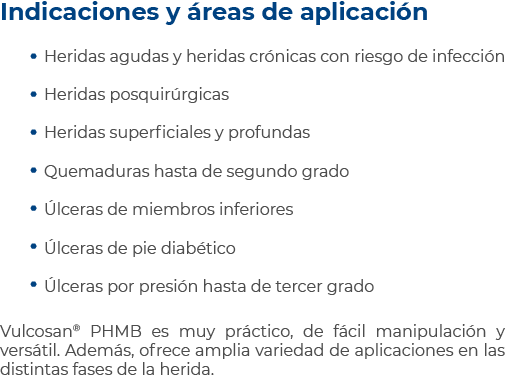 Indicaciones y áreas de aplicación
• Heridas agudas y heridas crónicas con riesgo de infección
• Heridas posquirúrgicas
• Heridas superficiales y profundas
• Quemaduras hasta de segundo grado
• Úlceras de miembros inferiores
• Úlceras de pie diabético
• Úlceras por presión hasta de tercer grado
Vulcosan® PHMB es muy práctico, de fácil manipulación y
versátil. Además, ofrece amplia variedad de aplicaciones en las
distintas fases de la herida.